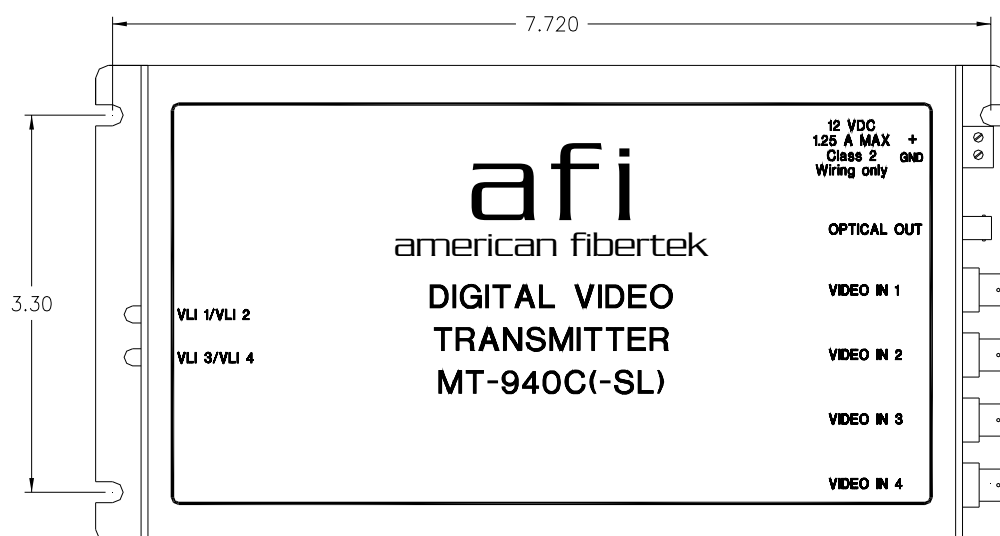 7.720
12 VDC
1.25 A MAX +
Class 2 GND
Wiring only
afi
american fibertek
OPTICAL OUT
DIGITAL VIDEO
TRANSMITTER
MT-940C(-SL)
3.30
VLI 1/VLI 2
VLI 3/VLI 4
VIDEO IN 1
VIDEO IN 2
VIDEO IN 3
VIDEO IN 4